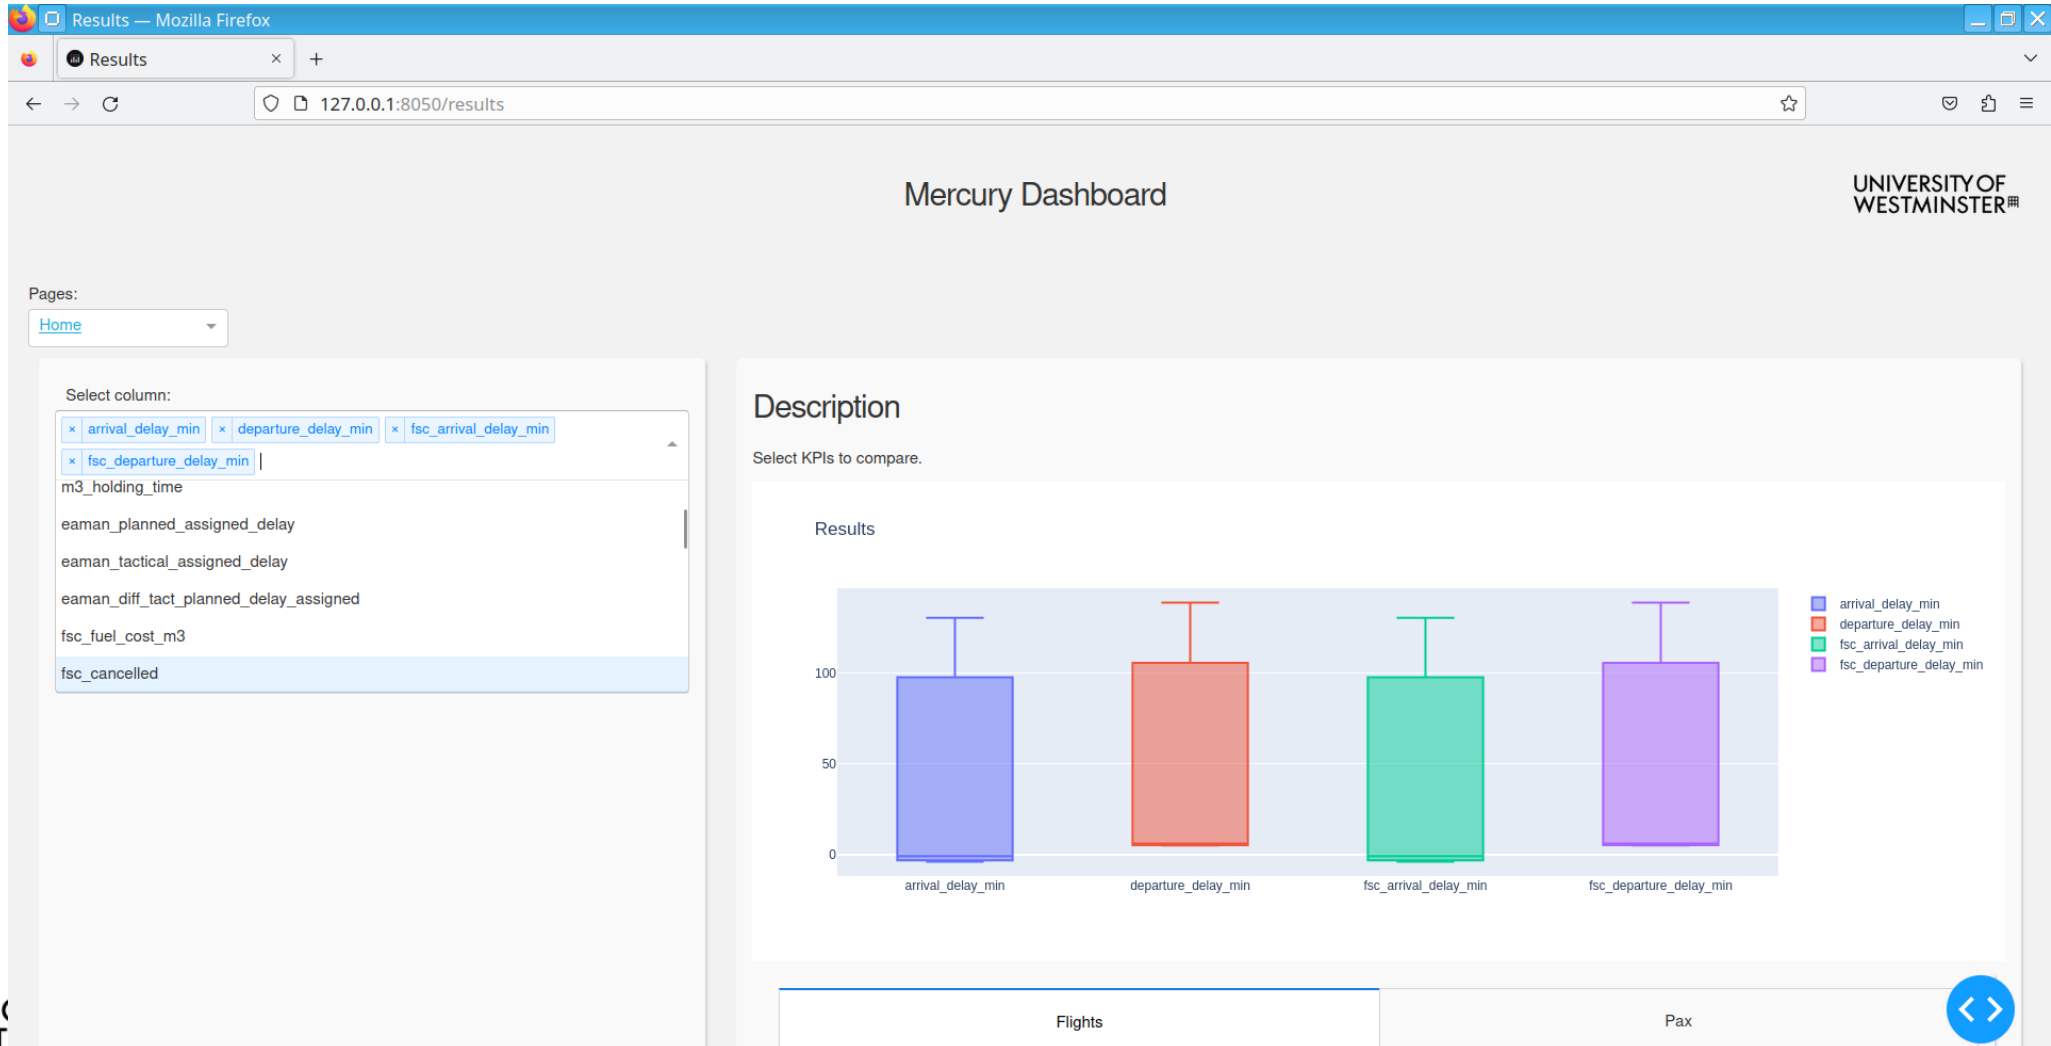 Results — Mozilla Firefox
Results
127.0.0.1:8050/results
Mercury Dashboard
UNIVERSITY OF
WESTMINSTER
Pages:
Home
Select column:
× arrival_delay_min × departure_delay_min × fsc_arrival_delay_min
× fsc_departure_delay_min
m3_holding_time
eaman_planned_assigned_delay
eaman_tactical_assigned_delay
eaman_diff_tact_planned_delay_assigned
fsc_fuel_cost_m3
fsc_cancelled
Description
Select KPIs to compare.
Results
100
50
0
arrival_delay_min
departure_delay_min
fsc_arrival_delay_min
fsc_departure_delay_min
arrival_delay_min
departure_delay_min
fsc_arrival_delay_min
fsc_departure_delay_min
Flights
Pax